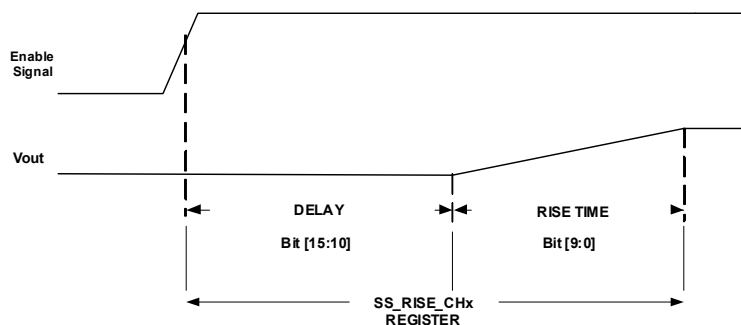 Enable
Signal
Vout
DELAY
RISE TIME
Bit [15:10]
Bit [9:0]
SS_RISE_CHx
REGISTER